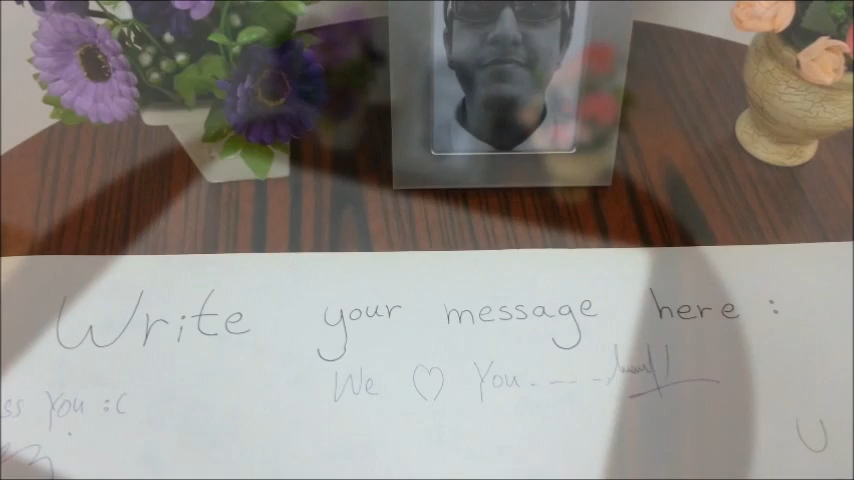 Write your message here :
We ♡ You
ss You :(
U